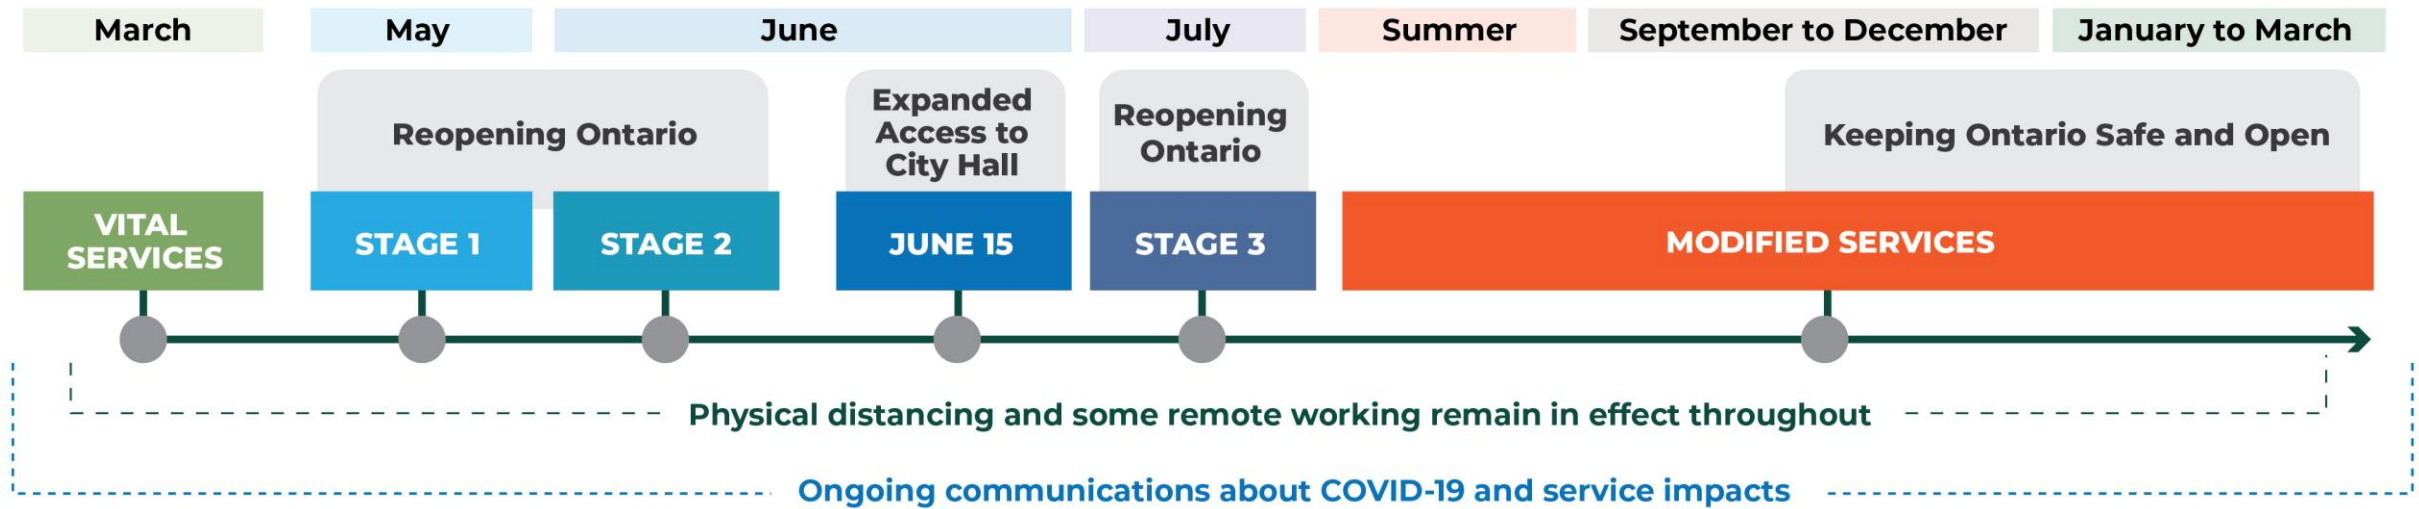 March
May
June
July
Summer
September to December
January to March
Reopening Ontario
Expanded
Access to
City Hall
Reopening
Ontario
Keeping Ontario Safe and Open
VITAL
SERVICES
STAGE 1
STAGE 2
JUNE 15
STAGE 3
MODIFIED SERVICES
Physical distancing and some remote working remain in effect throughout
Ongoing communications about COVID-19 and service impacts